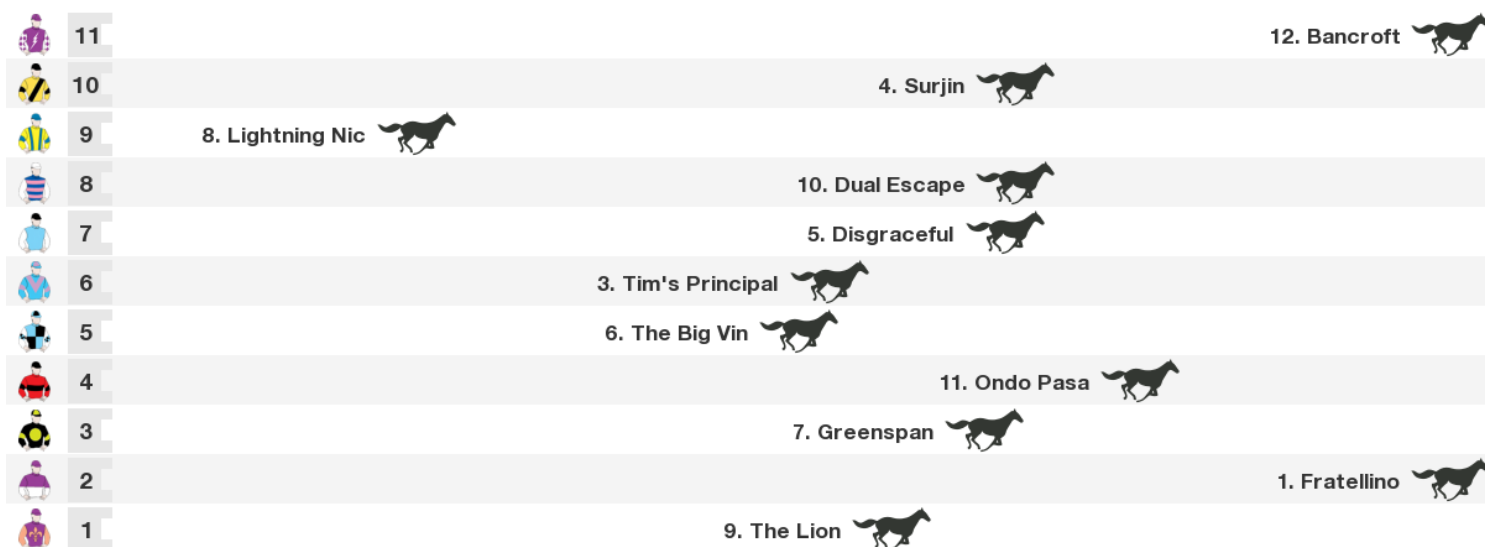 11 12. Bancroft
10 4. Surjin
9 8. Lightning Nic
8 10. Dual Escape
7 5. Disgraceful
6 3. Tim's Principal
5 6. The Big Vin
4 11. Ondo Pasa
3 7. Greenspan
2 1. Fratellino
1 9. The Lion